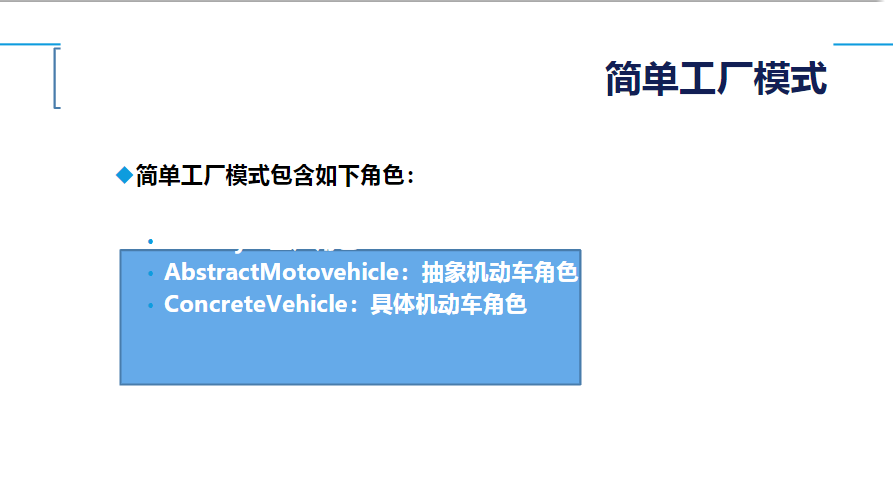 简单工厂模式
简单工厂模式包含如下角色：
AbstractMotovehicle：抽象机动车角色
ConcreteVehicle：具体机动车角色